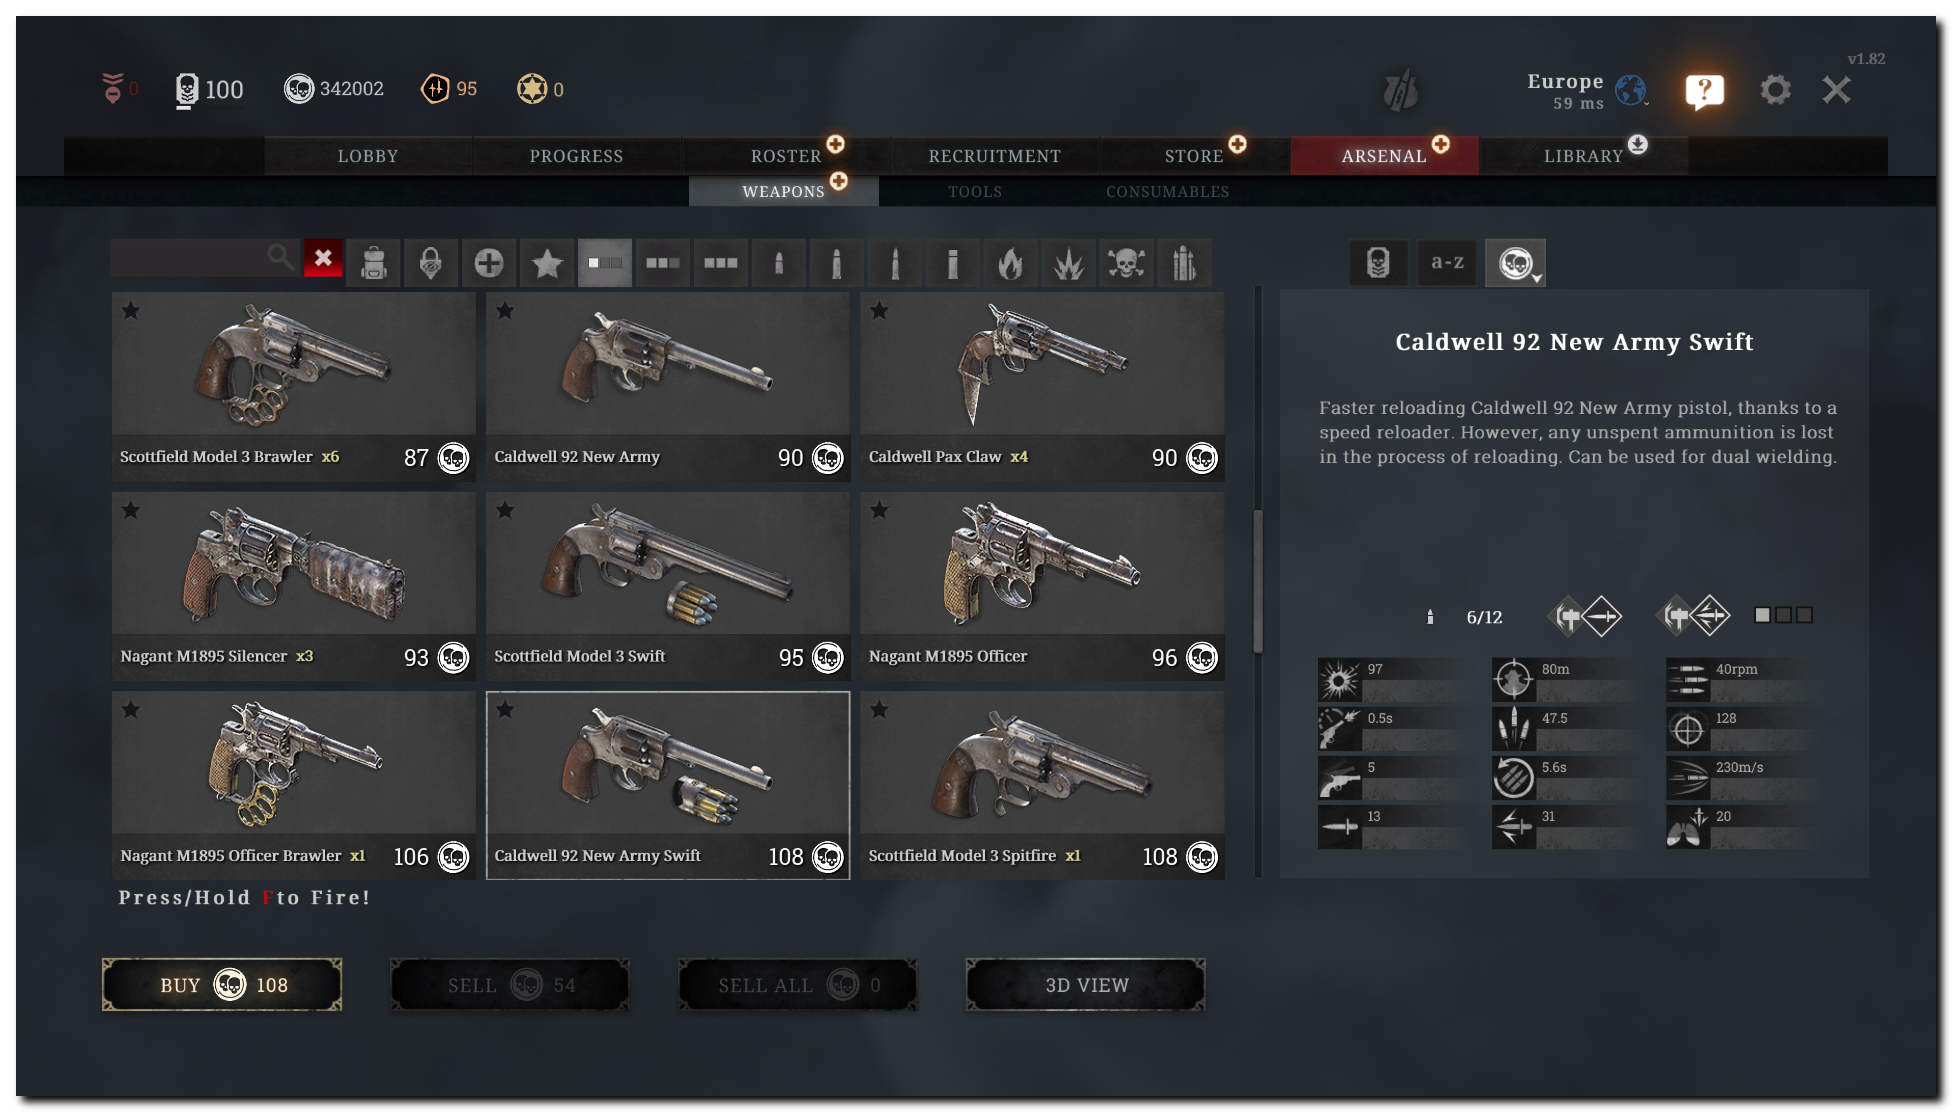 v1.82
0
100
342002
95
0
Europe
59 ms
?
LOBBY
PROGRESS
ROSTER
RECRUITMENT
STORE
ARSENAL
LIBRARY
WEAPONS
TOOLS
CONSUMABLES
a-z
Scottfield Model 3 Brawler x6 87
Caldwell 92 New Army 90
Caldwell Pax Claw x4 90
Nagant M1895 Silencer x3 93
Scottfield Model 3 Swift 95
Nagant M1895 Officer 96
Nagant M1895 Officer Brawler x1 106
Caldwell 92 New Army Swift 108
Scottfield Model 3 Spitfire x1 108
Press/Hold F to Fire!
BUY 108
SELL 54
SELL ALL 0
3D VIEW
Caldwell 92 New Army Swift
Faster reloading Caldwell 92 New Army pistol, thanks to a
speed reloader. However, any unspent ammunition is lost
in the process of reloading. Can be used for dual wielding.
6/12
97 80m 40rpm
0.5s 47.5 128
5 5.6s 230m/s
13 31 20